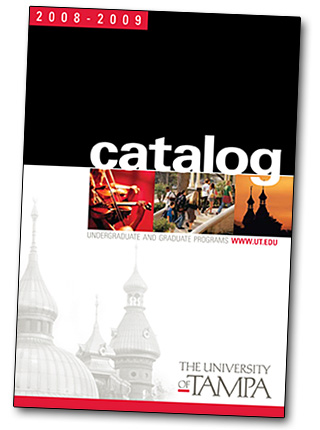 2008-2009
catalog
UNDERGRADUATE AND GRADUATE PROGRAMS WWW.UT.EDU
THE UNIVERSITY
OF TAMPA